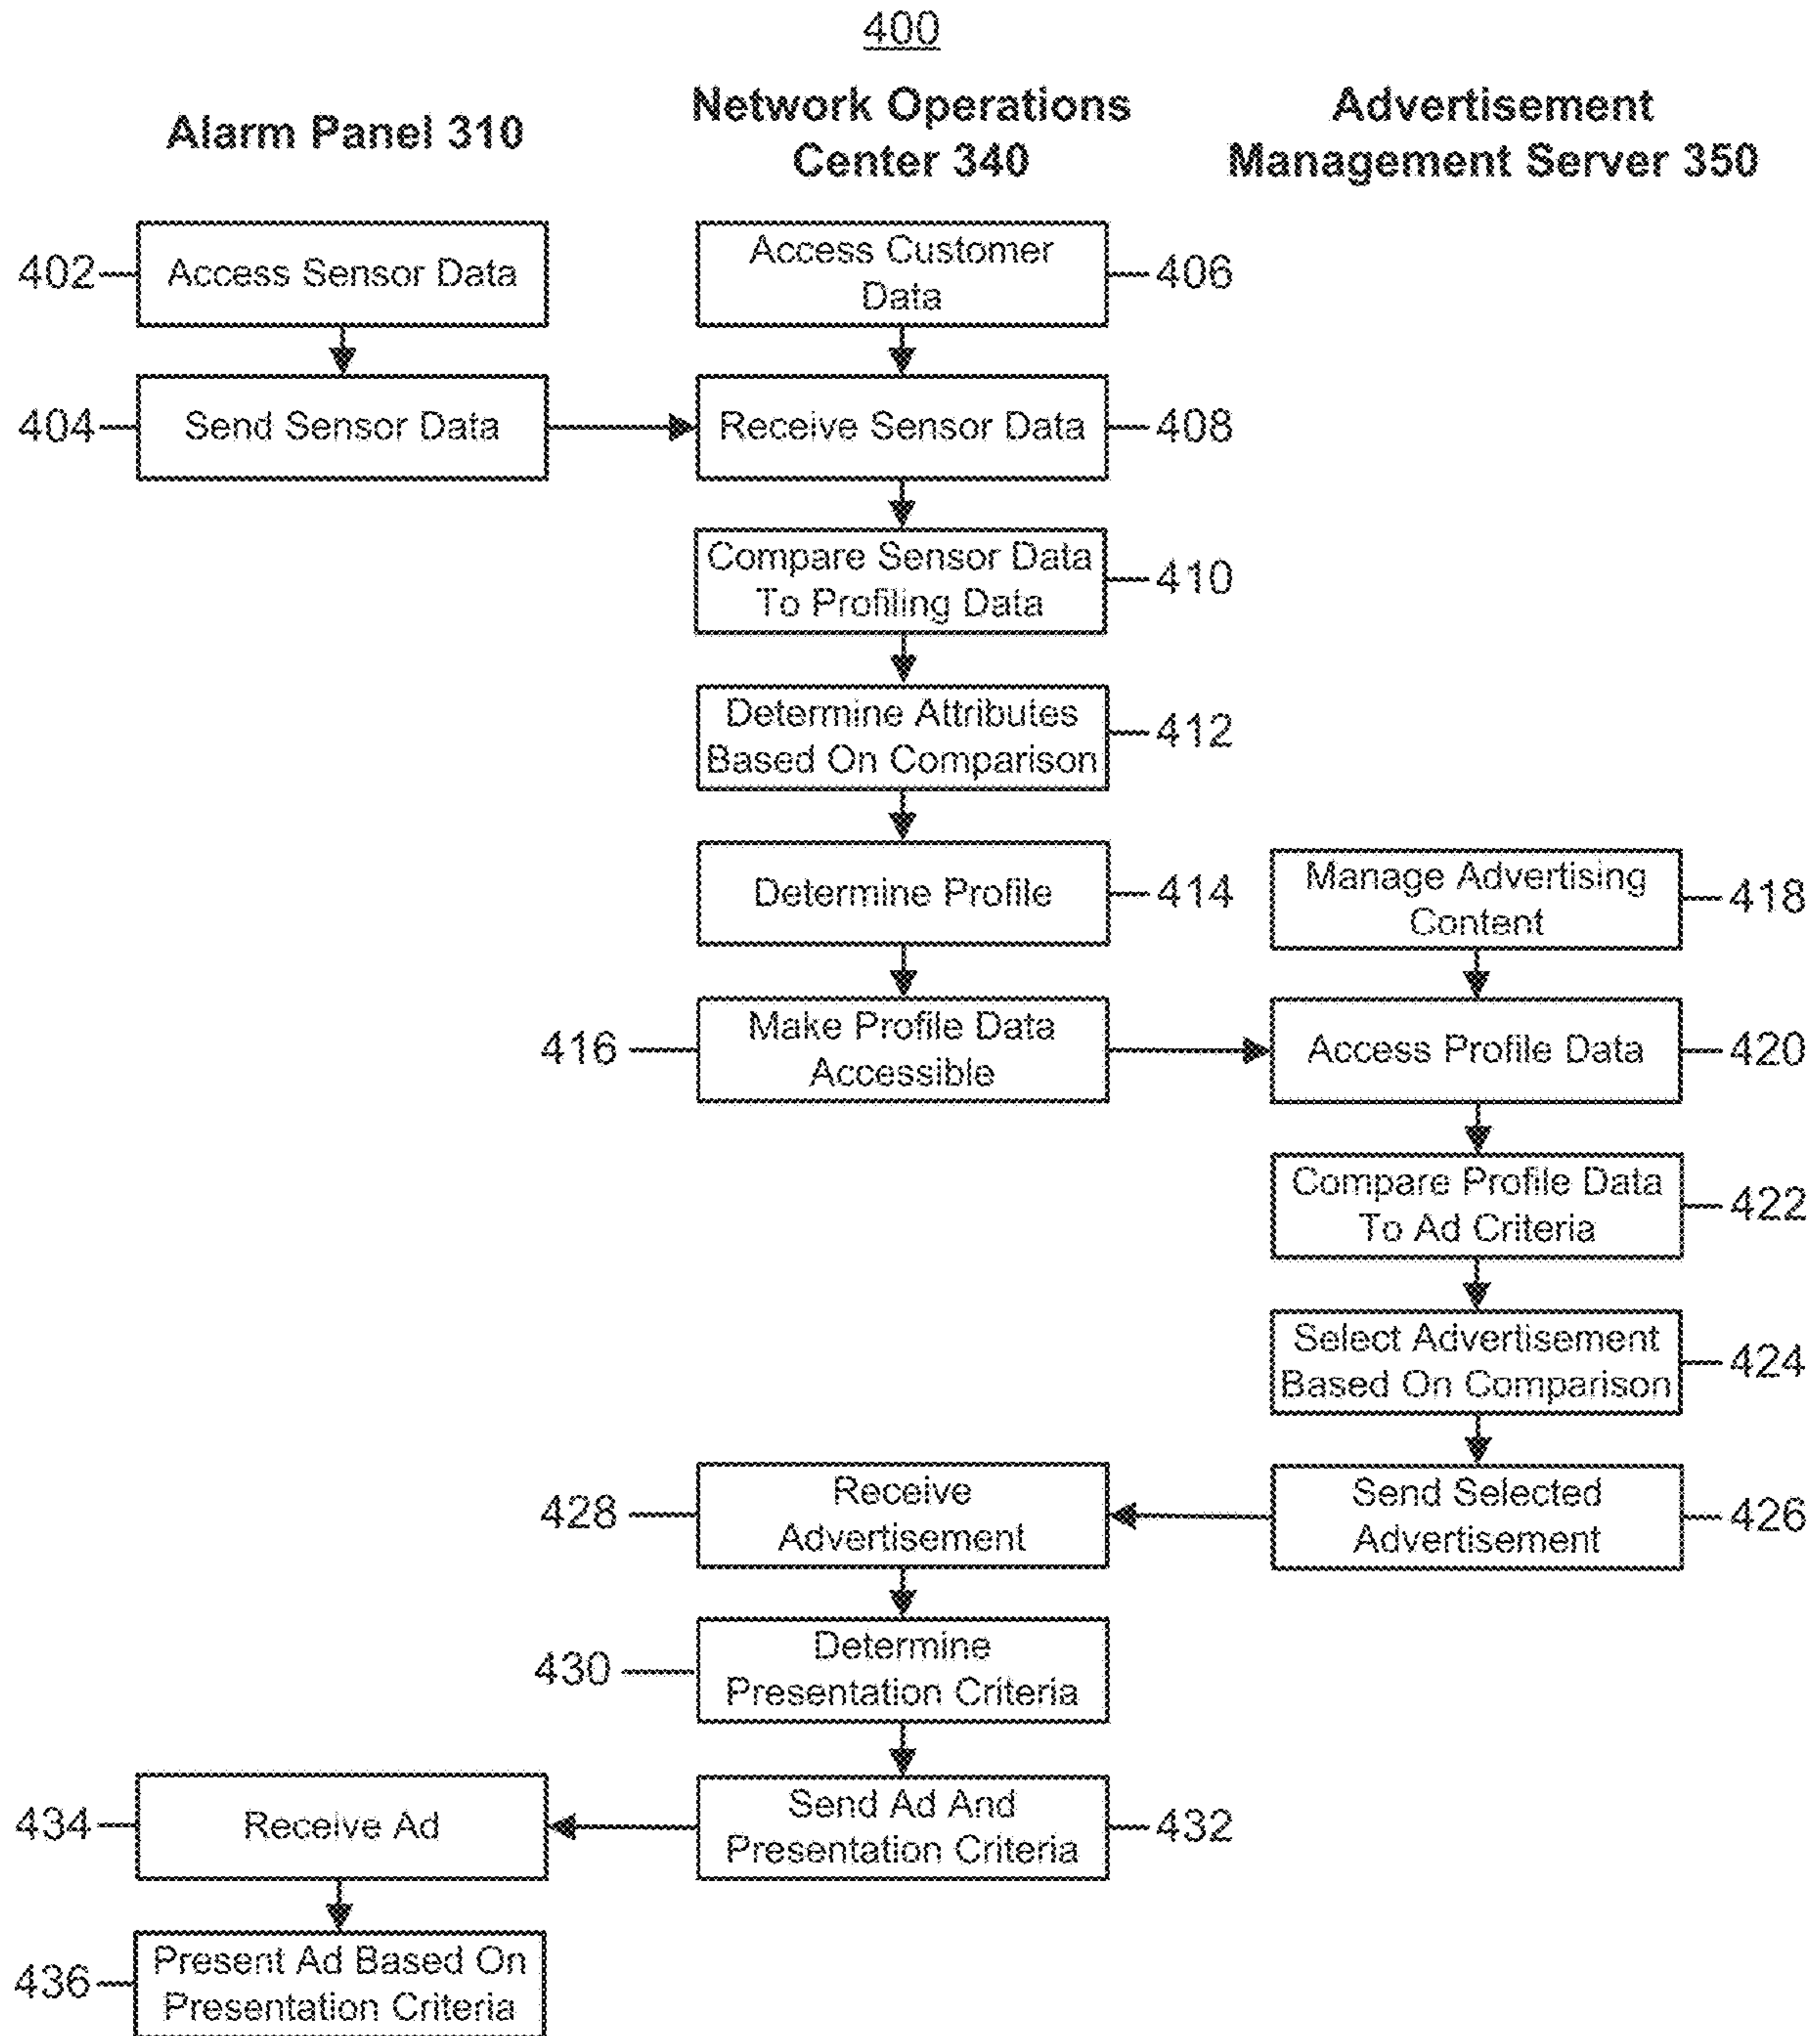 400
Alarm Panel 310
Network Operations
Center 340
Advertisement
Management Server 350
402
Access Sensor Data
Access Customer
Data
406
404
Send Sensor Data
Receive Sensor Data
408
Compare Sensor Data
To Profiling Data
410
Determine Attributes
Based On Comparison
412
Determine Profile
414
Manage Advertising
Content
418
416
Make Profile Data
Accessible
Access Profile Data
420
Compare Profile Data
To Ad Criteria
422
Select Advertisement
Based On Comparison
424
428
Receive
Advertisement
Send Selected
Advertisement
426
430
Determine
Presentation Criteria
434
Receive Ad
Send Ad And
Presentation Criteria
432
436
Present Ad Based On
Presentation Criteria